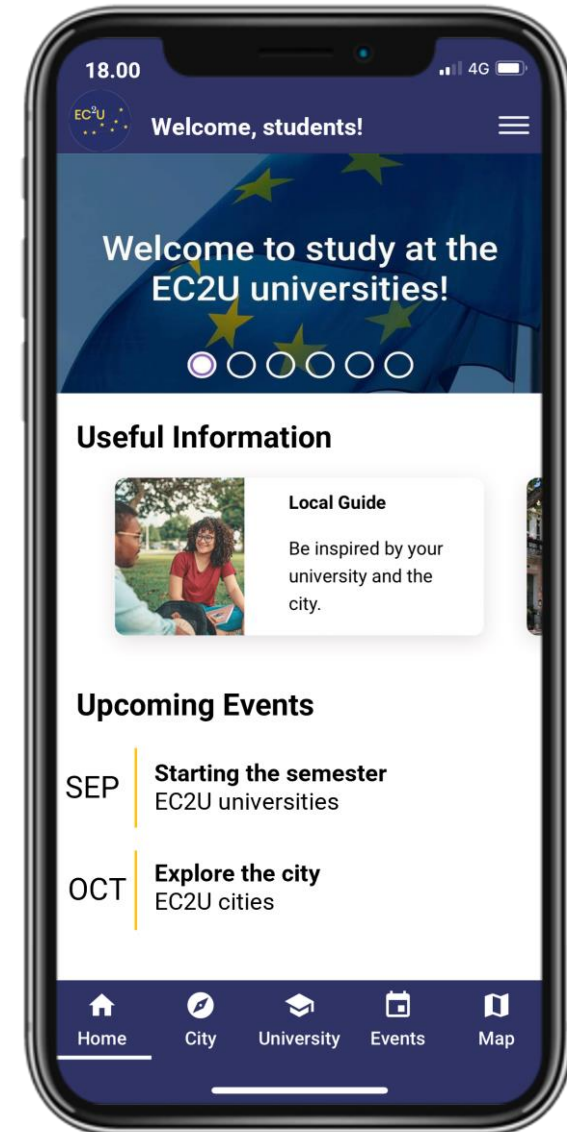 18.00
4G
EC²U
Welcome, students!
Welcome to study at the
EC2U universities!
Useful Information
Local Guide
Be inspired by your
university and the
city.
Upcoming Events
SEP
Starting the semester
EC2U universities
OCT
Explore the city
EC2U cities
Home
City
University
Events
Map